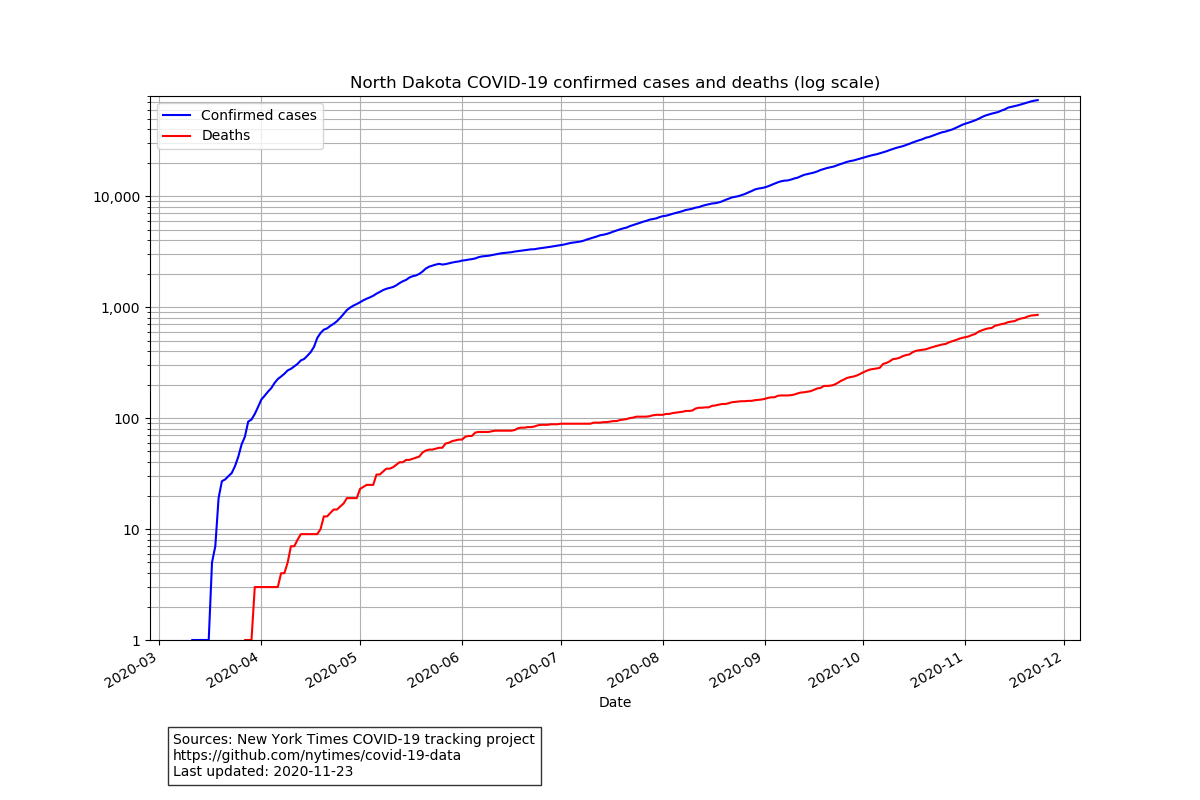 North Dakota COVID-19 confirmed cases and deaths (log scale)
Confirmed cases
Deaths
10,000
1,000
100
10
1
2020-03
2020-04
2020-05
2020-06
2020-07
2020-08
2020-09
2020-10
2020-11
2020-12
Date
Sources: New York Times COVID-19 tracking project
https://github.com/nytimes/covid-19-data
Last updated: 2020-11-23